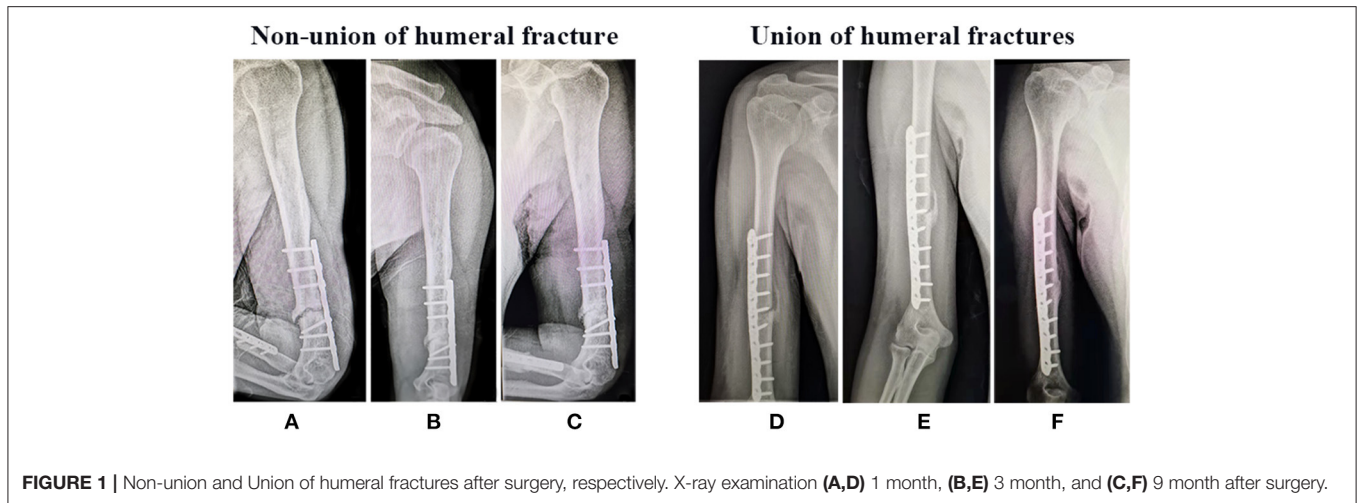 Non-union of humeral fracture
Union of humeral fractures
A
B
C
D
E
F
FIGURE 1 | Non-union and Union of humeral fractures after surgery, respectively. X-ray examination (A,D) 1 month, (B,E) 3 month, and (C,F) 9 month after surgery.